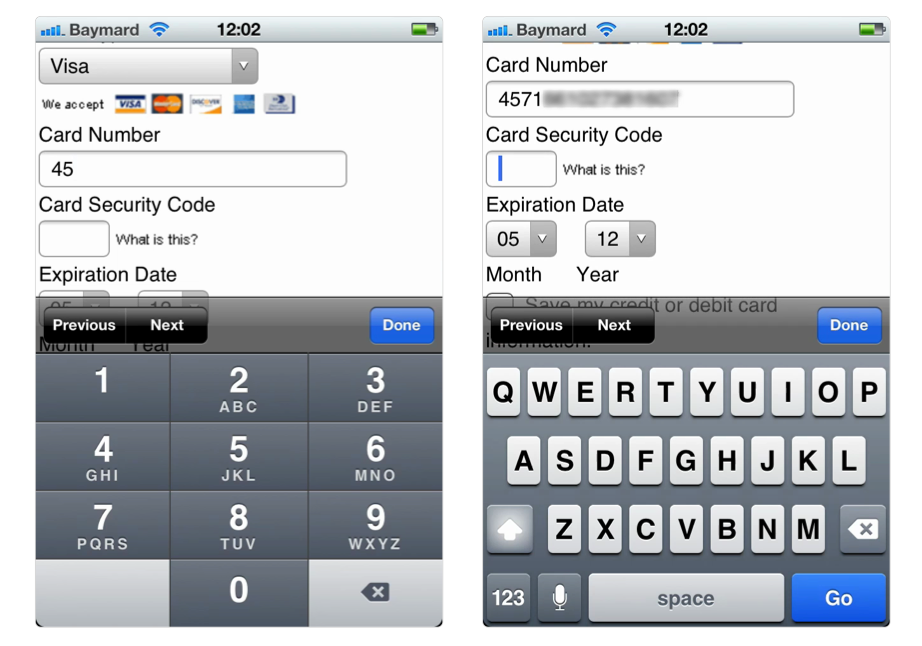 Baymard 12:02
Visa
We accept VISA
Card Number
45
Card Security Code
What is this?
Expiration Date
05 12
Previous Next Done
Month Year
1 2 ABC 3 DEF
4 GHI 5 JKL 6 MNO
7 PQRS 8 TUV 9 WXYZ
0
Baymard 12:02
Card Number
4571
Card Security Code
What is this?
Expiration Date
05 12
Month Year
Save my credit or debit card
Previous Next Done
information.
Q W E R T Y U I O P
A S D F G H J K L
Z X C V B N M
123 space Go